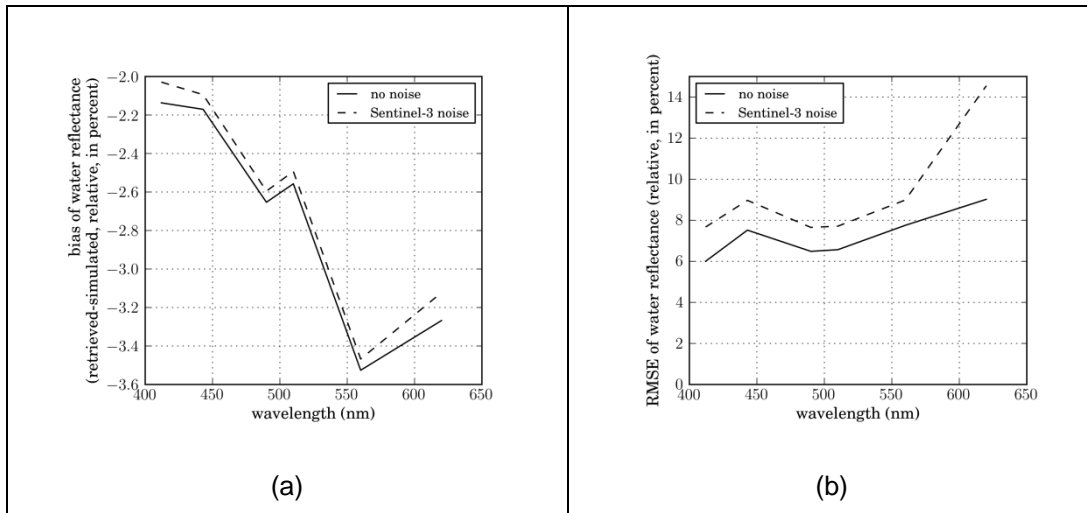 bias of water reflectance
(retrieved-simulated, relative, in percent)
−2.0
−2.2
−2.4
−2.6
−2.8
−3.0
−3.2
−3.4
−3.6
no noise
Sentinel-3 noise
400 450 500 550 600 650
wavelength (nm)
(a)
RMSE of water reflectance (relative, in percent)
14
12
10
8
6
4
2
0
no noise
Sentinel-3 noise
400 450 500 550 600 650
wavelength (nm)
(b)